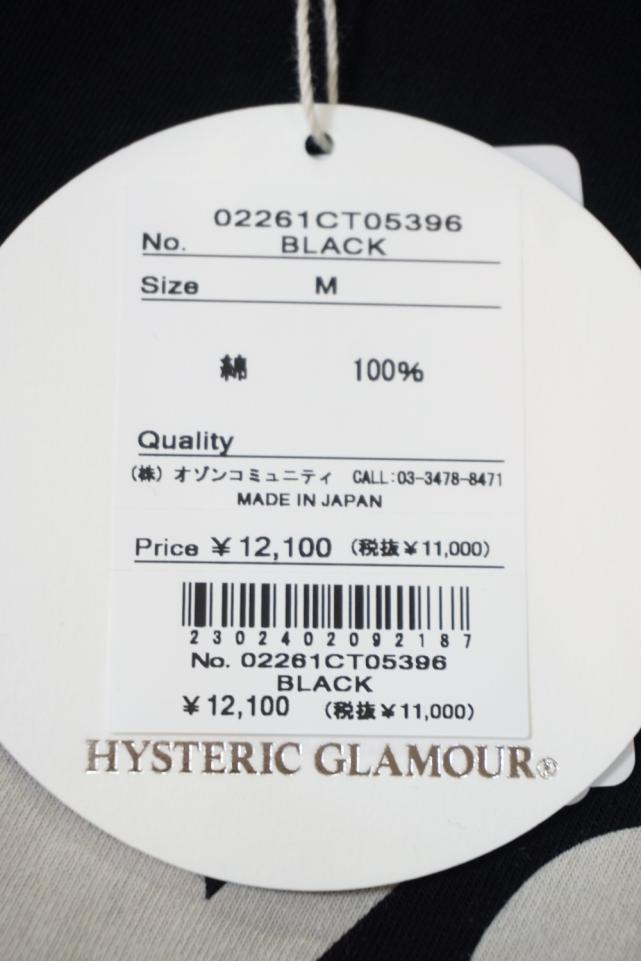 02261CT05396
No. BLACK
Size M
綿 100%
Quality
(株) オゾンコミュニティ CALL:03-3478-8471
MADE IN JAPAN
Price ¥12,100 (税抜¥11,000)
2302402092187
No. 02261CT05396
BLACK
¥12,100 (税抜¥11,000)
HYSTERIC GLAMOUR®